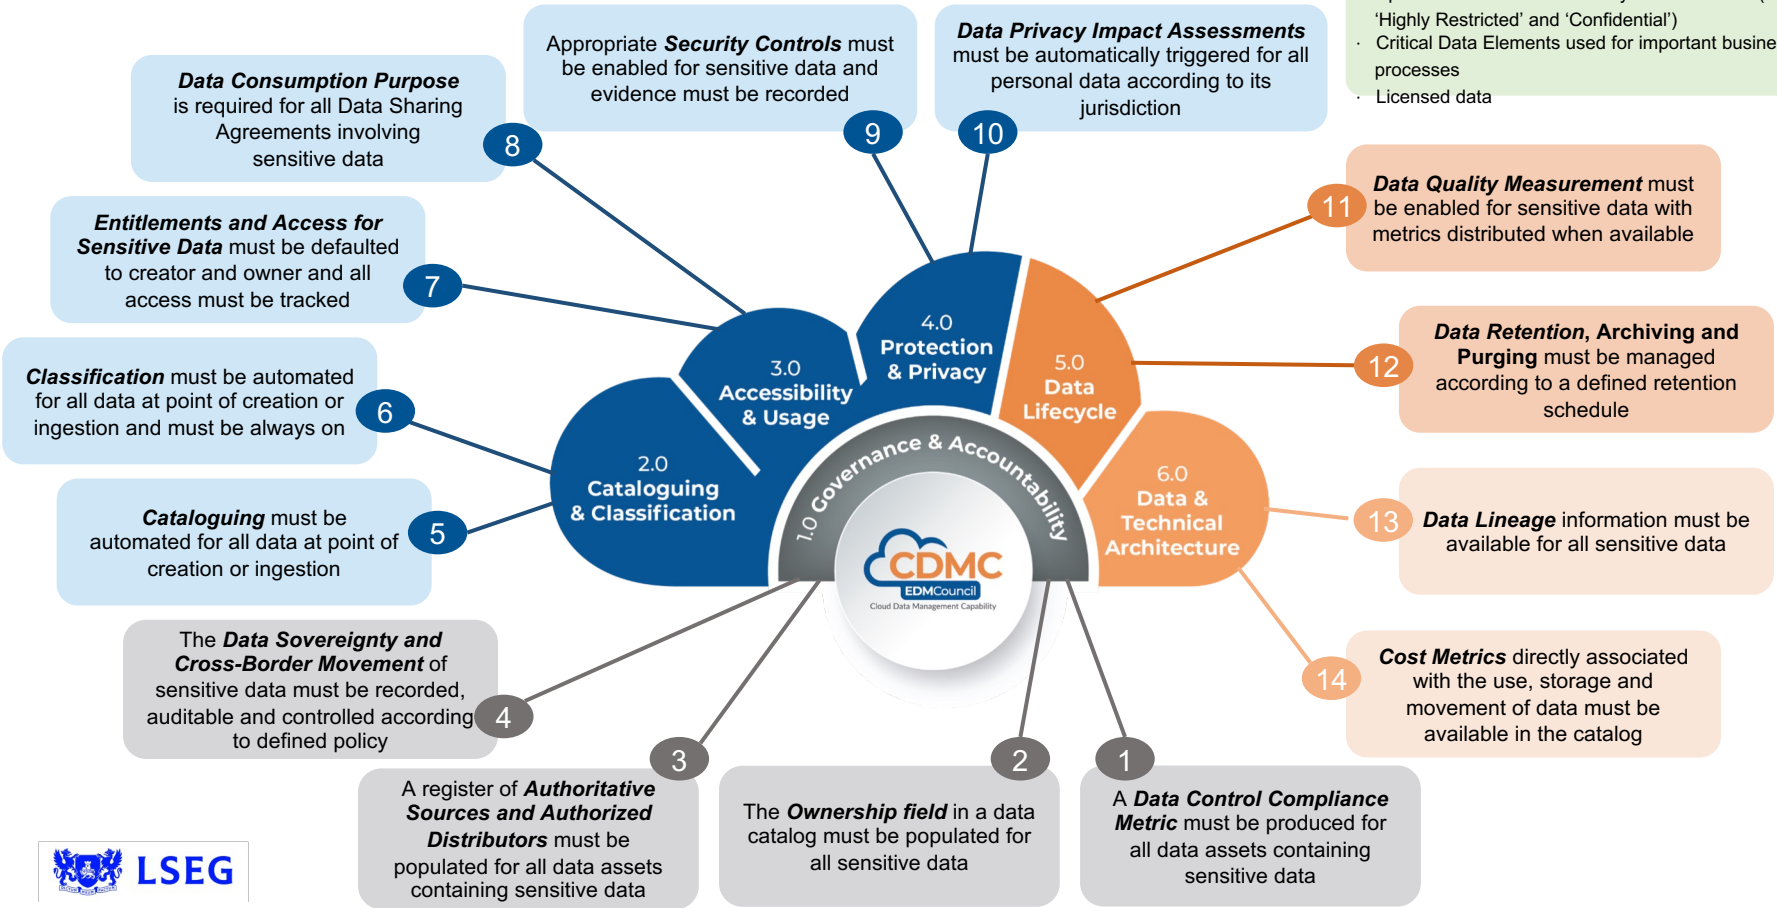 'Highly Restricted' and 'Confidential')
· Critical Data Elements used for important busine
processes
· Licensed data
Appropriate Security Controls must
be enabled for sensitive data and
evidence must be recorded
9
Data Privacy Impact Assessments
must be automatically triggered for all
personal data according to its
jurisdiction
10
Data Consumption Purpose
is required for all Data Sharing
Agreements involving
sensitive data
8
Data Quality Measurement must
be enabled for sensitive data with
metrics distributed when available
11
Entitlements and Access for
Sensitive Data must be defaulted
to creator and owner and all
access must be tracked
7
Data Retention, Archiving and
Purging must be managed
according to a defined retention
schedule
12
Classification must be automated
for all data at point of creation or
ingestion and must be always on
6
4.0
Protection
& Privacy
5.0
Data
Lifecycle
3.0
Accessibility
& Usage
2.0
Cataloguing
& Classification
6.0
Data &
Technical
Architecture
1.0 Governance & Accountability
CDMC
EDMCouncil
Cloud Data Management Capability
Cataloguing must be
automated for all data at point of
creation or ingestion
5
13
Data Lineage information must be
available for all sensitive data
The Data Sovereignty and
Cross-Border Movement of
sensitive data must be recorded,
auditable and controlled according
to defined policy
4
14
Cost Metrics directly associated
with the use, storage and
movement of data must be
available in the catalog
3
A register of Authoritative
Sources and Authorized
Distributors must be
populated for all data assets
containing sensitive data
2
The Ownership field in a data
catalog must be populated for
all sensitive data
1
A Data Control Compliance
Metric must be produced for
all data assets containing
sensitive data
LSEG